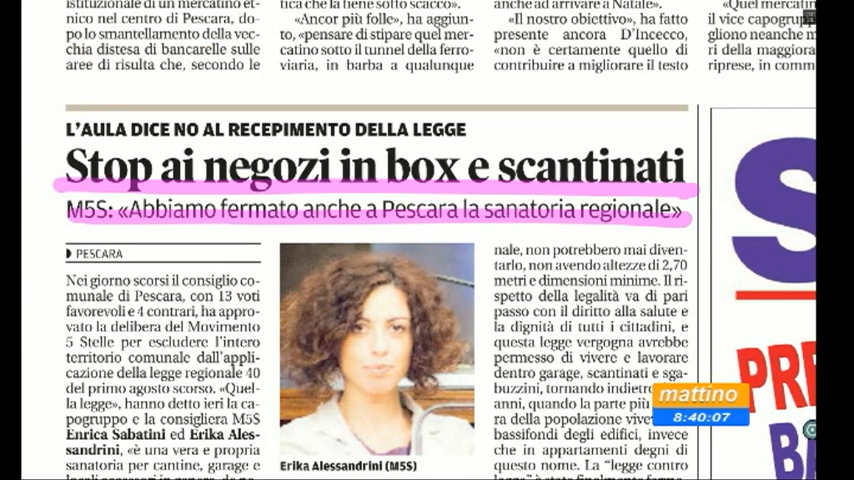 istituzionale di un mercatino et-
nico nel centro di Pescara, do-
po lo smantellamento della vec-
chia distesa di bancarelle sulle
aree di risulta che, secondo le
tica che la tiene sotto scacco».
«Ancor più folle», ha aggiun-
to, «pensare di stipare quel mer-
catino sotto il tunnel della ferro-
viaria, in barba a qualunque
anche ad arrivare a Natale».
«Il nostro obiettivo», ha fatto
presente ancora D'Incecco,
«non è certamente quello di
contribuire a migliorare il testo
«Quel mercatin
il vice capogrupp
gliono neanche m
ri della maggiora
riprese, in comm
L'AULA DICE NO AL RECEPIMENTO DELLA LEGGE
Stop ai negozi in box e scantinati
M5S: «Abbiamo fermato anche a Pescara la sanatoria regionale»
PESCARA
Nei giorno scorsi il consiglio co-
munale di Pescara, con 13 voti
favorevoli e 4 contrari, ha appro-
vato la delibera del Movimento
5 Stelle per escludere l'intero
territorio comunale dall'appli-
cazione della legge regionale 40
del primo agosto scorso. «Quel-
la legge», hanno detto ieri la ca-
pogruppo e la consigliera M5S
Enrica Sabatini ed Erika Ales-
sandrini, «è una vera e propria
sanatoria per cantine, garage e
Erika Alessandrini (M5S)
nale, non potrebbero mai diven-
tarlo, non avendo altezze di 2,70
metri e dimensioni minime. Il ri-
spetto della legalità va di pari
passo con il diritto alla salute e
la dignità di tutti i cittadini, e
questa legge vergogna avrebbe
permesso di vivere e lavorare
dentro garage, scantinati e sga-
buzzini, tornando indietro
anni, quando la parte più
ra della popolazione vive
bassifondi degli edifici, invece
che in appartamenti degni di
questo nome. La "legge contro
S
PRE
BA
mattino
8:40:07